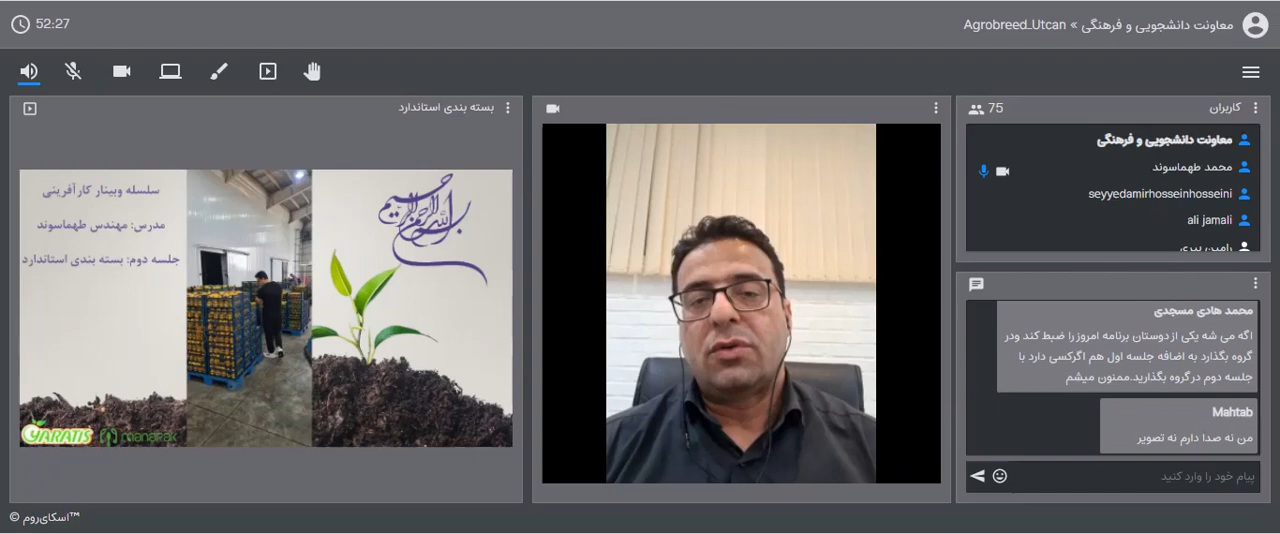 52:27
معاونت دانشجویی و فرهنگی » Agrobreed_Utcan
بسته بندی استاندارد
سلسله وبینار کارآفرینی
مدرس: مهندس طهماسوند
جلسه دوم: بسته بندی استاندارد
بسم الله الرحمن الرحیم
YARATIS
manapak
75
کاربران
معاونت دانشجویی و فرهنگی
محمد طهماسوند
seyyedamirhosseinhosseini
ali jamali
رامین پیری
محمد هادی مسجدی
اگه می شه یکی از دوستان برنامه امروز را ضبط کند ودر
گروه بگذارد به اضافه جلسه اول هم اگرکسی دارد با
جلسه دوم درگروه بگذارید.ممنون میشم
Mahtab
من نه صدا دارم نه تصویر
پیام خود را وارد کنید
© اسکای‌روم™